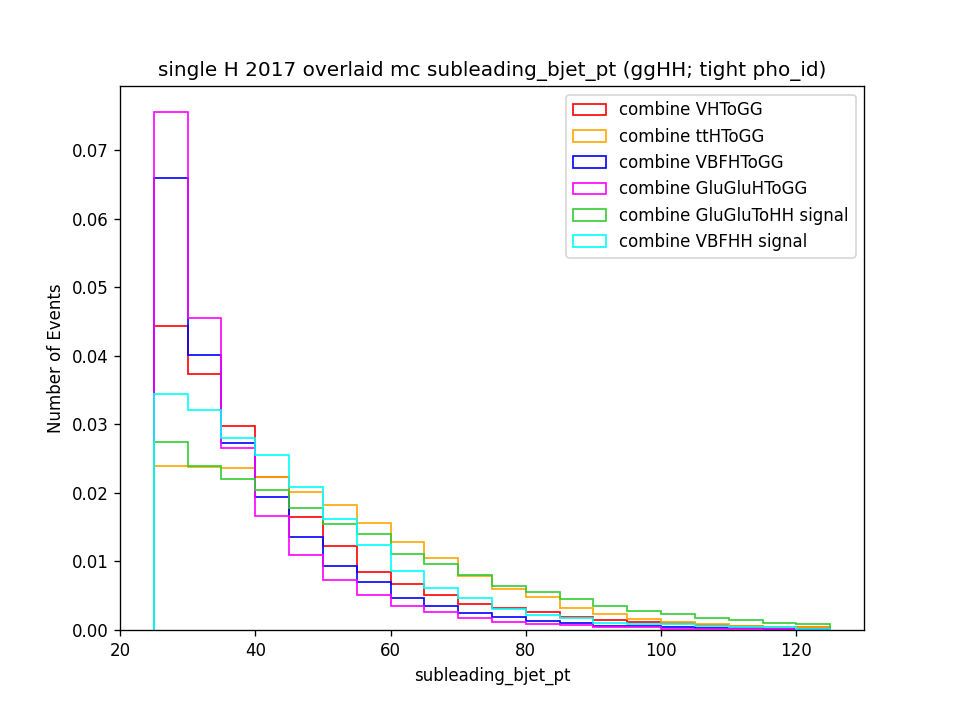 single H 2017 overlaid mc subleading_bjet_pt (ggHH; tight pho_id)
combine VHToGG
combine ttHToGG
combine VBFHToGG
combine GluGluHToGG
combine GluGluToHH signal
combine VBFHH signal
Number of Events
0.07
0.06
0.05
0.04
0.03
0.02
0.01
0.00
20 40 60 80 100 120
subleading_bjet_pt